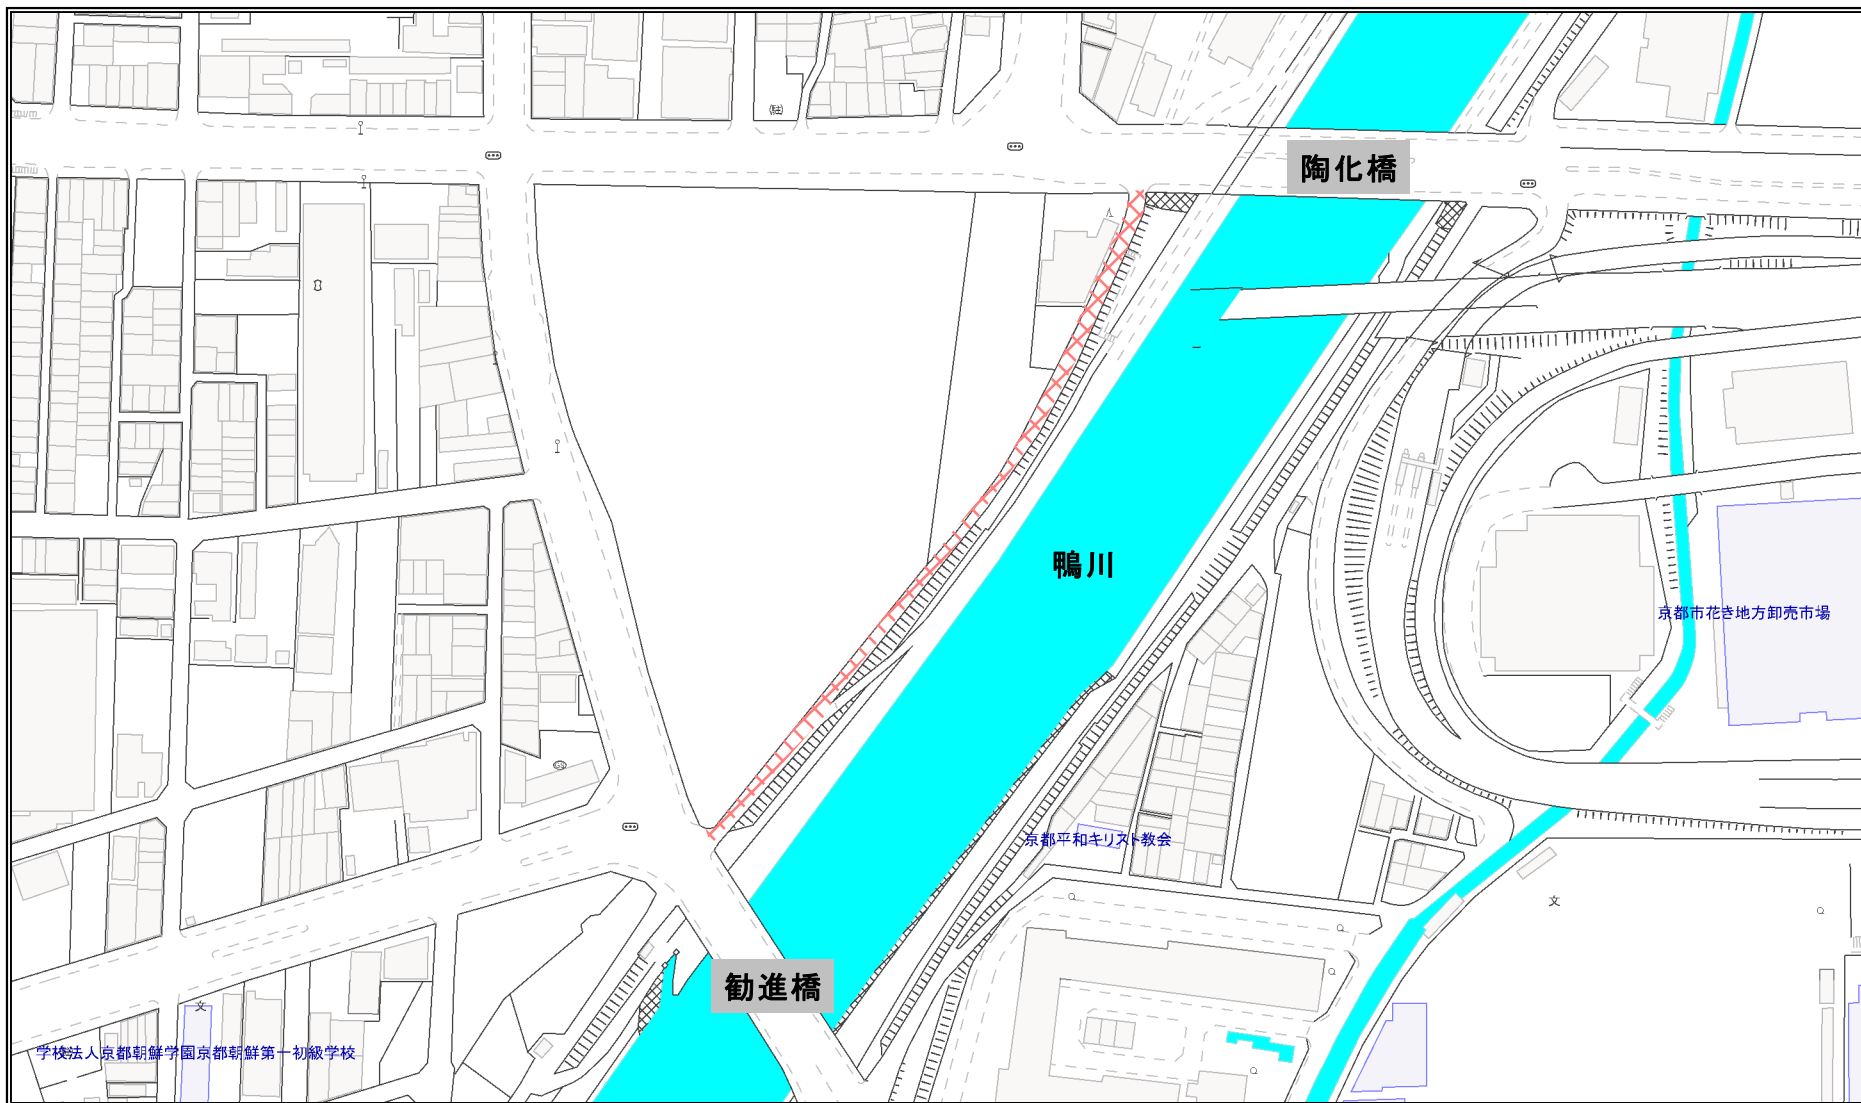 陶化橋
鴨川
京都市花き地方卸売市場
京都平和キリスト教会
勧進橋
文
文
学校法人京都朝鮮学園京都朝鮮第一初級学校